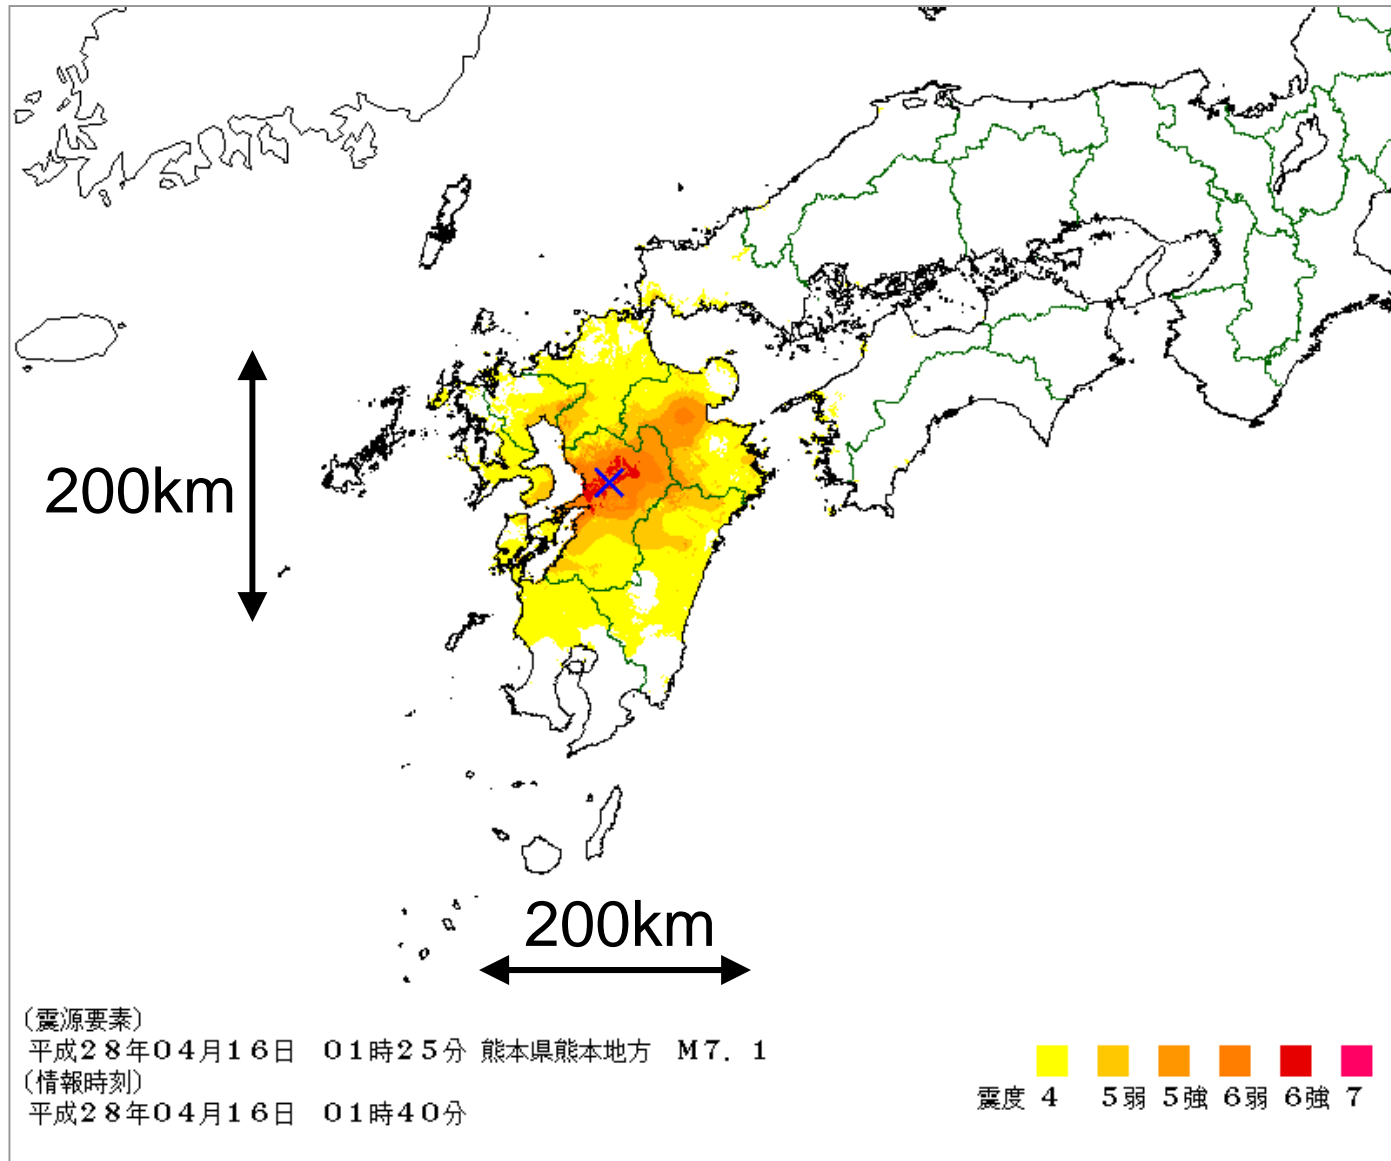 200km
200km
（震源要素）
平成２８年０４月１６日　０１時２５分 熊本県熊本地方　Ｍ７．１
（情報時刻）
平成２８年０４月１６日　０１時４０分
震度 ４　５弱 ５強 ６弱 ６強 ７